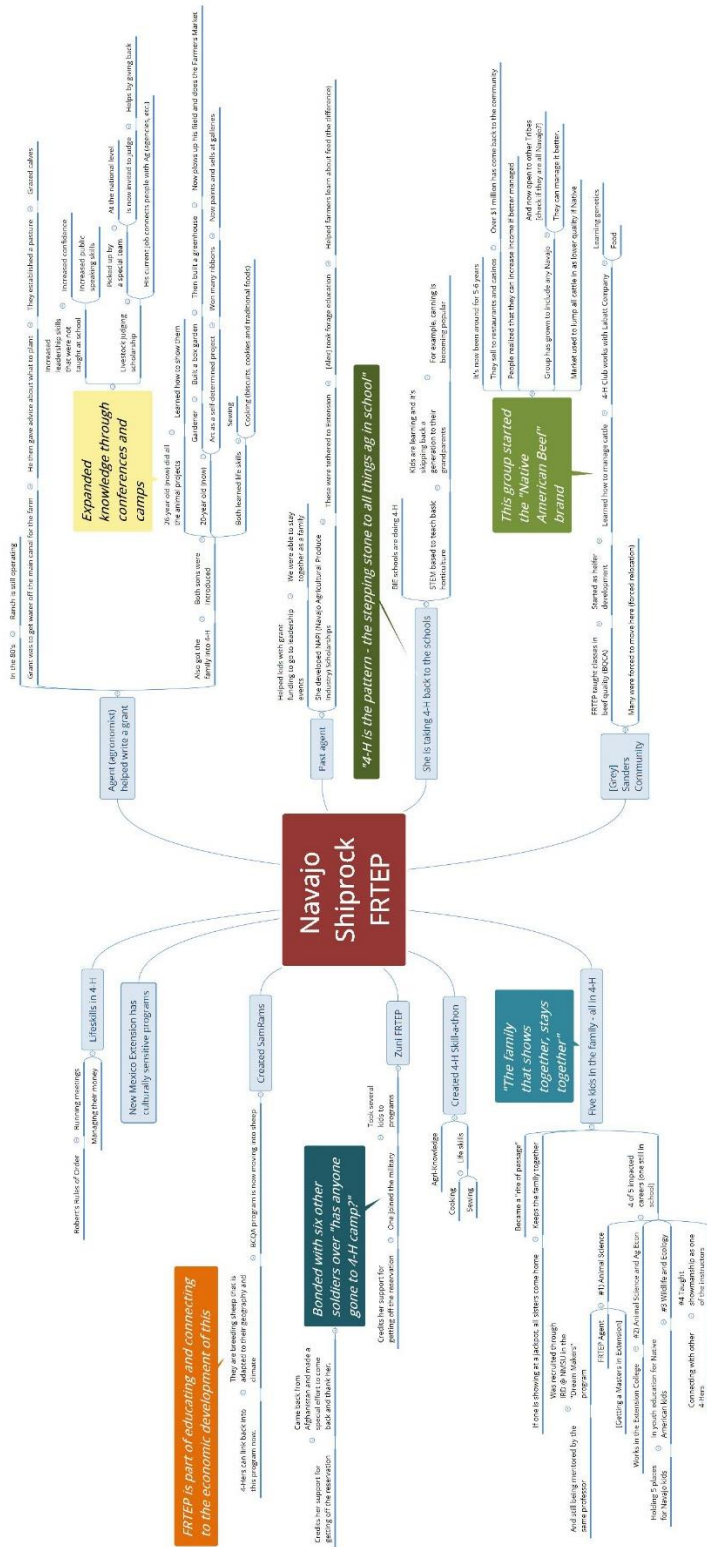 Navajo
Shiprock
FRTEP
Agent (agronomist)
helped write a grant
In the 80's
Ranch is still operating
Grant was to get water off the main canal for the farm
He then gave advice about what to plant
They established a pasture
Grazed calves
Also got the
family into 4-H
Both sons were
introduced
26-year old (now) did all
the animal projects
Learned how to show them
20-year old (now)
Gardener
Built a box garden
Then built a greenhouse
Now plows up his field and does the Farmers Market
Art as a self-determined project
Won many ribbons
Now paints and sells at galleries
Both learned life skills
Sewing
Cooking (biscuits, cookies and traditional foods)
Expanded
knowledge through
conferences and
camps
Increased
leadership skills
that were not
taught at school
Increased confidence
Increased public
speaking skills
Livestock judging
scholarship
Picked up by
a special team
At the national level
Is now invited to judge
Helps by giving back
His current job connects people with Ag (agencies, etc.)
Past agent
Helped kids with grant
funding to go to leadership
events
We were able to stay
together as a family
She developed NAPI (Navajo Agricultural Produce
Industry) Scholarships
These were tethered to Extension
[Alex] took forage education
Helped farmers learn about feed (the difference)
"4-H is the pattern - the stepping stone to all things ag in school"
She is taking 4-H back to the schools
BIE schools are doing 4-H
STEM based to teach basic
horticulture
Kids are learning and it's
skipping back a
generation to their
grandparents
For example, canning is
becoming popular
[Grey]
Sanders
Community
FRTEP taught classes in
beef quality (BQCA)
Started as heifer
development
Learned how to manage cattle
4-H Club works with Labatt Company
Learning genetics
Food
Many were forced to move here (forced relocation)
This group started
the "Native
American Beef"
brand
It's now been around for 5-6 years
They sell to restaurants and casinos
Over $1 million has come back to the community
People realized that they can increase income if better managed
Group has grown to include any Navajo
And now open to other Tribes
(check if they are all Navajo?)
They can manage it better.
Market used to lump all cattle in as lower quality if Native
Lifeskills in 4-H
Running meetings
Robert's Rules of Order
Managing their money
New Mexico Extension has
culturally sensitive programs
Created SamRams
BCQA program is now moving into sheep
They are breeding sheep that is
adapted to their geography and
climate
4-Hers can link back into
this program now.
FRTEP is part of educating and connecting
to the economic development of this
Zuni FRTEP
Took several
kids to
programs
One joined the military
Credits her support for
getting off the reservation
Bonded with six other
soldiers over "has anyone
gone to 4-H camp?"
Came back from
Afghanistan and made a
special effort to come
back and thank her.
Credits her support for
getting off the reservation
Created 4-H Skill-a-thon
Agri-Knowledge
Life skills
Cooking
Sewing
Five kids in the family - all in 4-H
"The family
that shows
together, stays
together"
Became a "rite of passage"
Keeps the family together
If one is showing at a jackpot, all sisters come home
4 of 5 impacted
careers (one still in
school)
#1) Animal Science
Was recruited through
IRD @ NMSU in the
"Dream Makers"
program
And still being mentored by the
same professor
FRTEP Agent
[Getting a Masters in Extension]
#2) Animal Science and Ag Econ
Works in the Extension College
#3 Wildlife and Ecology
In youth education for Native
American kids
Holding 5 places
for Navajo kids
#4 Taught
showmanship as one
of the instructors
Connecting with other
4-Hers